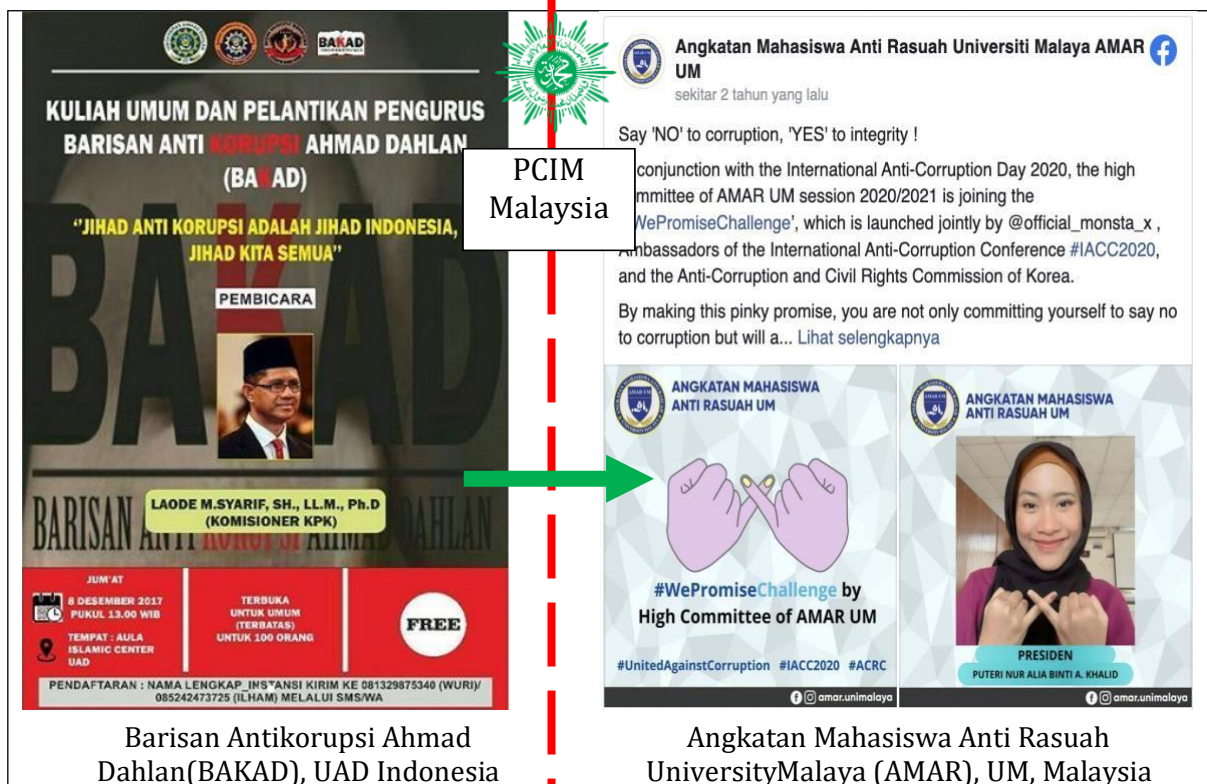 BAKAD
KULIAH UMUM DAN PELANTIKAN PENGURUS
BARISAN ANTI KORUPSI AHMAD DAHLAN
(BAKAD)
‘’JIHAD ANTI KORUPSI ADALAH JIHAD INDONESIA,
JIHAD KITA SEMUA’’
PEMBICARA
BAKAD
LAODE M.SYARIF, SH., LL.M., Ph.D
(KOMISIONER KPK)
BARISAN ANTI KORUPSI AHMAD DAHLAN
JUM'AT
8 DESEMBER 2017
PUKUL 13.00 WIB
TEMPAT : AULA
ISLAMIC CENTER
UAD
TERBUKA
UNTUK UMUM
(TERBATAS)
UNTUK 100 ORANG
FREE
PENDAFTARAN : NAMA LENGKAP_INSTANSI KIRIM KE 081329875340 (WURI)/
085242473725 (ILHAM) MELALUI SMS/WA
Barisan Antikorupsi Ahmad
Dahlan(BAKAD), UAD Indonesia
PCIM
Malaysia
Angkatan Mahasiswa Anti Rasuah Universiti Malaya AMAR
UM
sekitar 2 tahun yang lalu
Say 'NO' to corruption, 'YES' to integrity !
conjunction with the International Anti-Corruption Day 2020, the high
mmittee of AMAR UM session 2020/2021 is joining the
WePromiseChallenge', which is launched jointly by @official_monsta_x ,
Ambassadors of the International Anti-Corruption Conference #IACC2020,
and the Anti-Corruption and Civil Rights Commission of Korea.
By making this pinky promise, you are not only committing yourself to say no
to corruption but will a... Lihat selengkapnya
ANGKATAN MAHASISWA
ANTI RASUAH UM
#WePromiseChallenge by
High Committee of AMAR UM
#UnitedAgainstCorruption #IACC2020 #ACRC
amar.unimalaya
ANGKATAN MAHASISWA
ANTI RASUAH UM
PRESIDEN
PUTERI NUR ALIA BINTI A. KHALID
amar.unimalaya
Angkatan Mahasiswa Anti Rasuah
UniversityMalaya (AMAR), UM, Malaysia